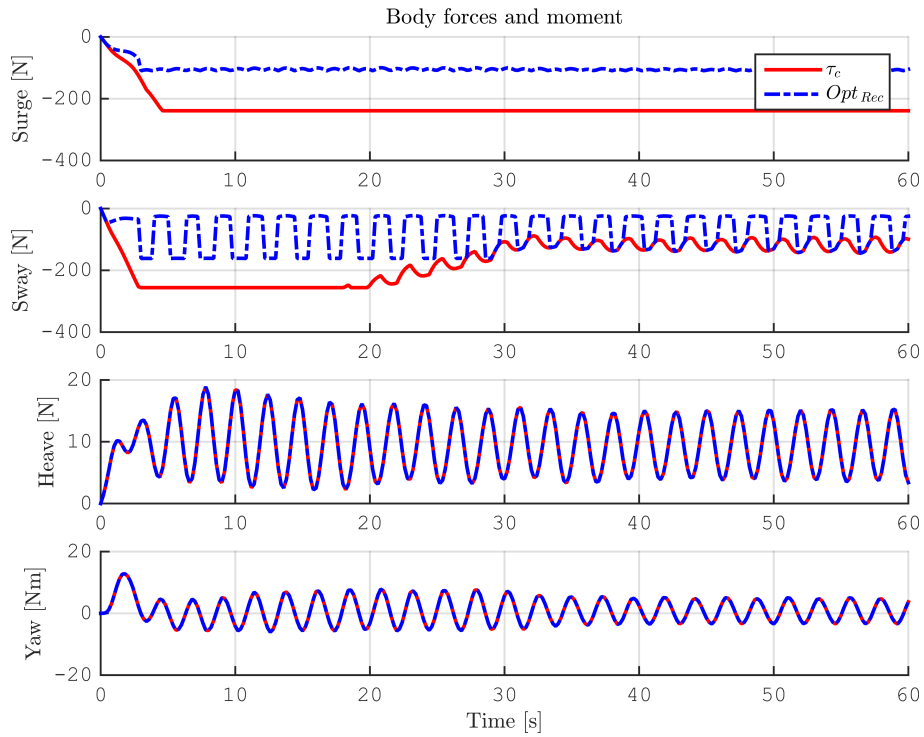 Body forces and moment
0
-200
-400
Surge [N]
τc
OptRec
0 10 20 30 40 50 60
0
-200
-400
Sway [N]
0 10 20 30 40 50 60
20
10
0
Heave [N]
0 10 20 30 40 50 60
20
0
-20
Yaw [Nm]
0 10 20 30 40 50 60
Time [s]